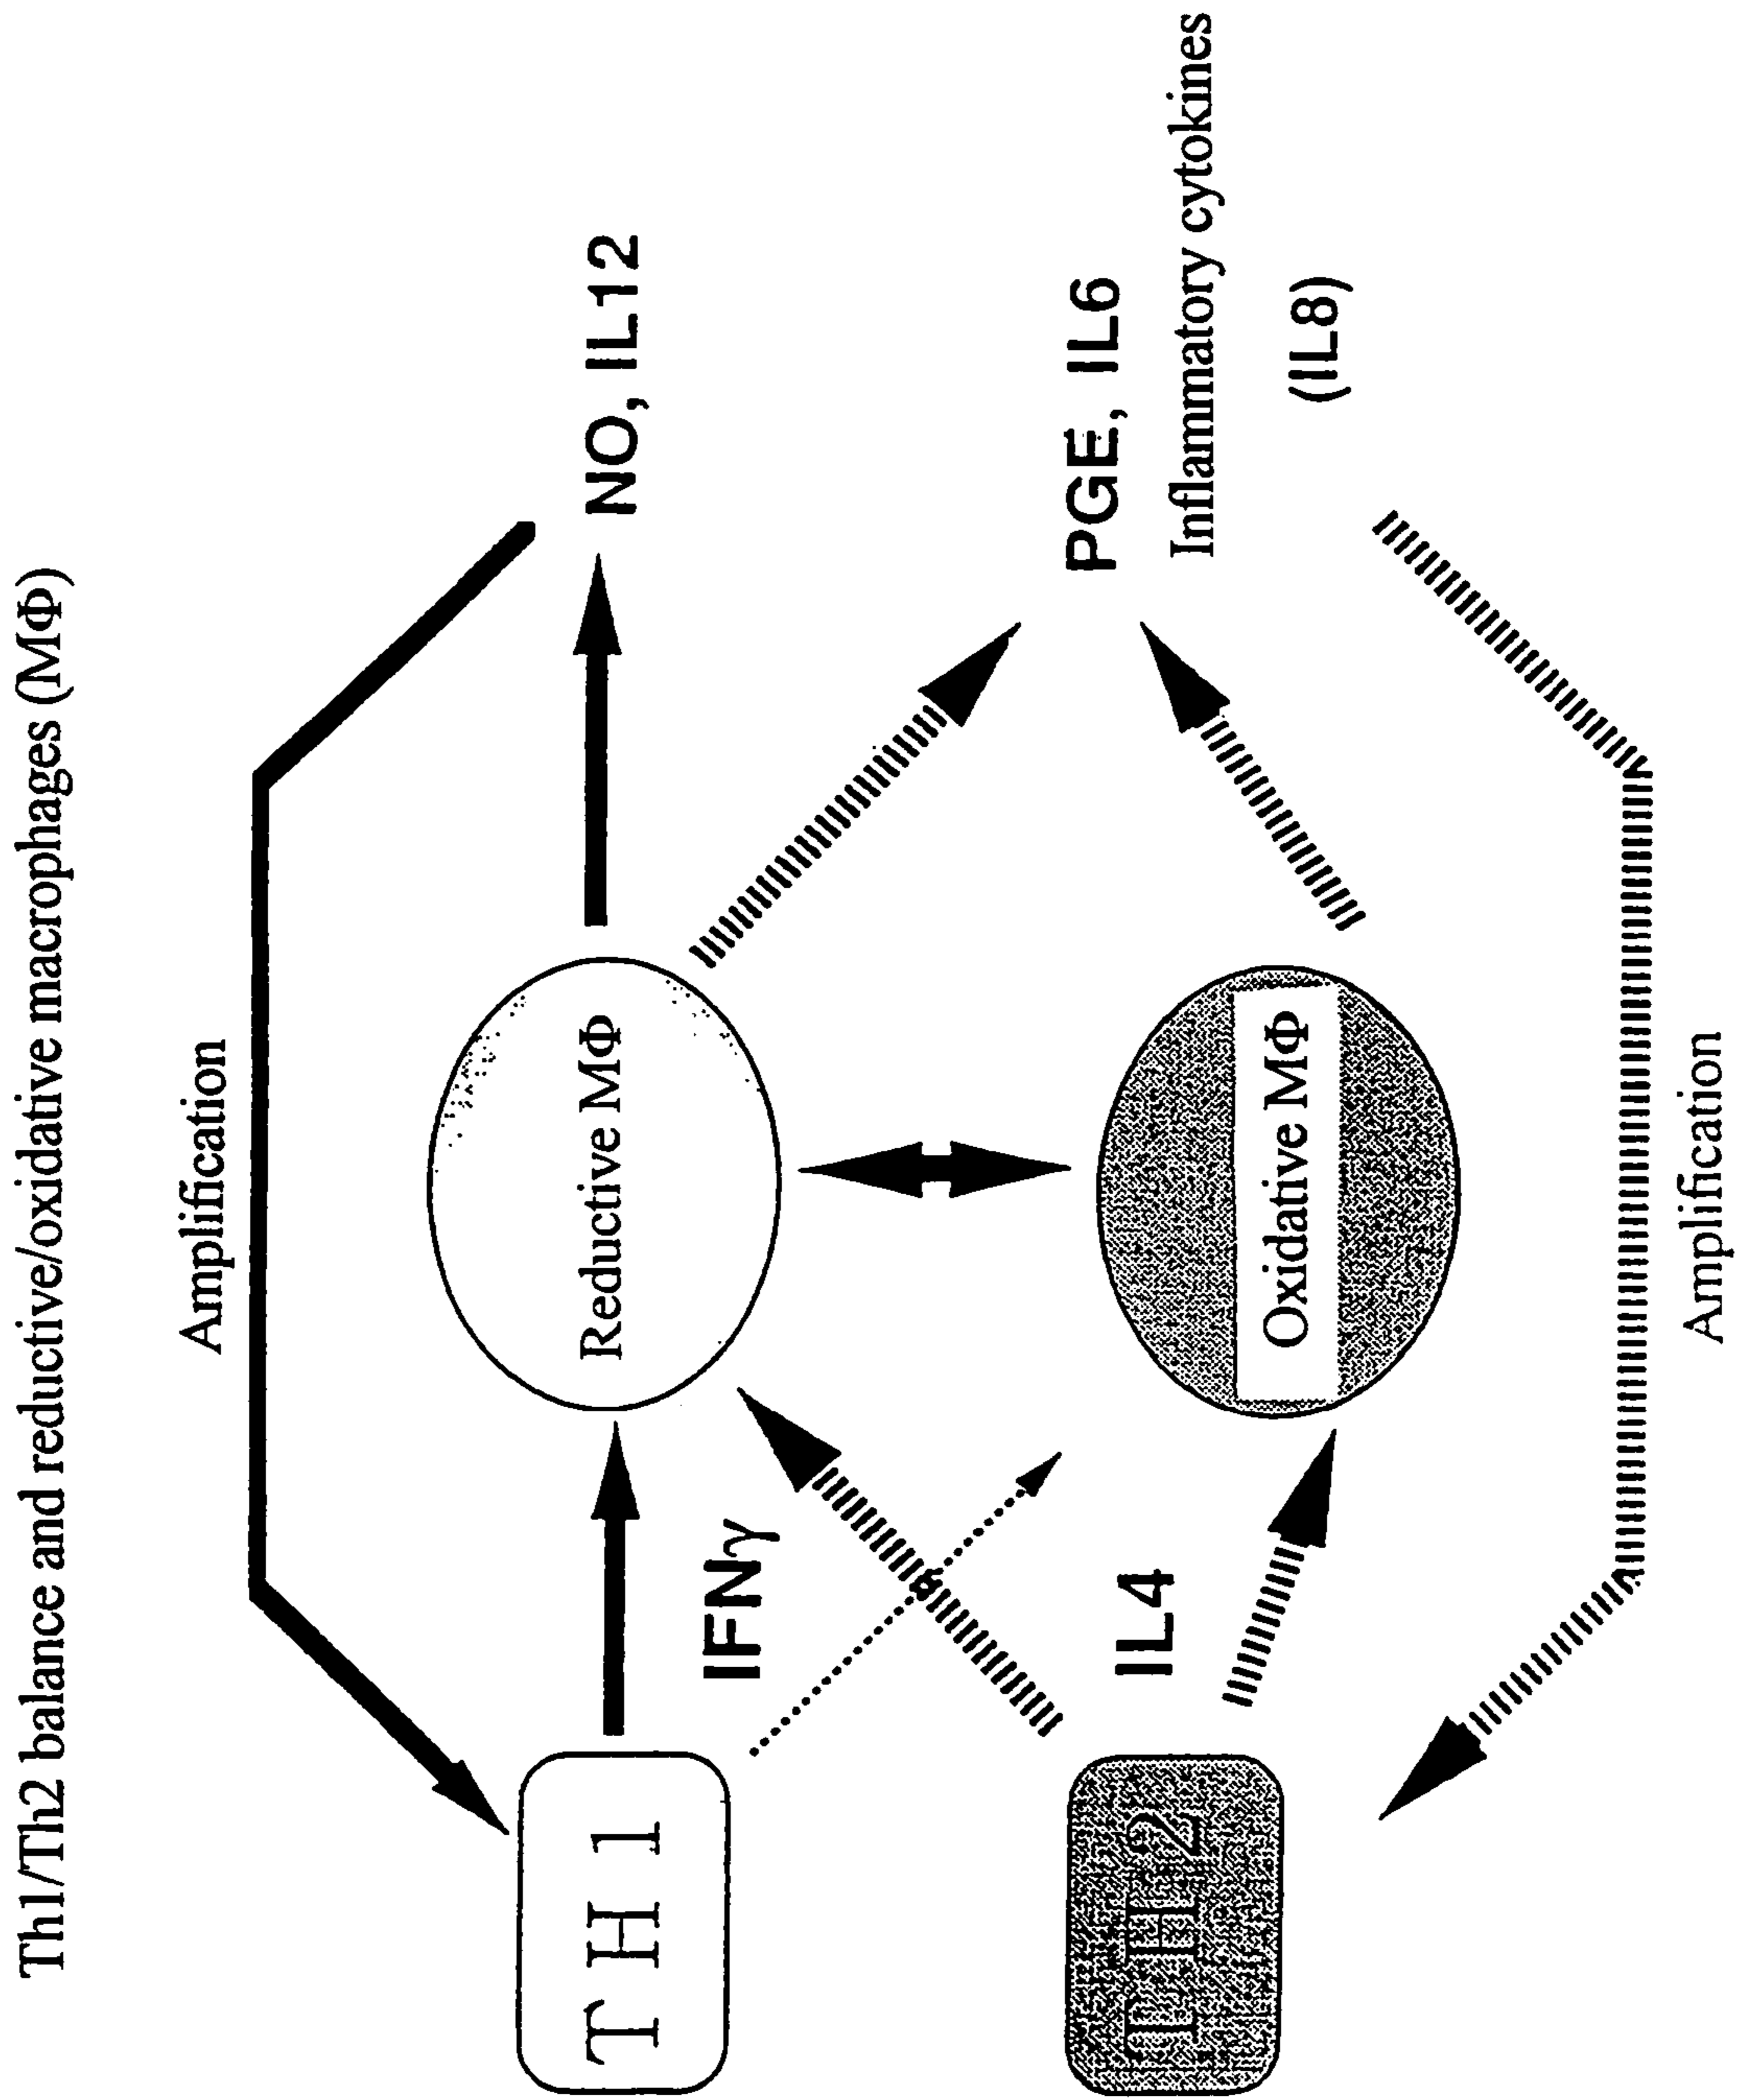 Th1/Th2 balance and reductive/oxidative macrophages (MΦ)
Amplification
TH1
Reductive MΦ
NO, IL12
IFNγ
IL4
PGE, IL6
Inflammatory cytokines
(IL8)
TH2
Oxidative MΦ
Amplification